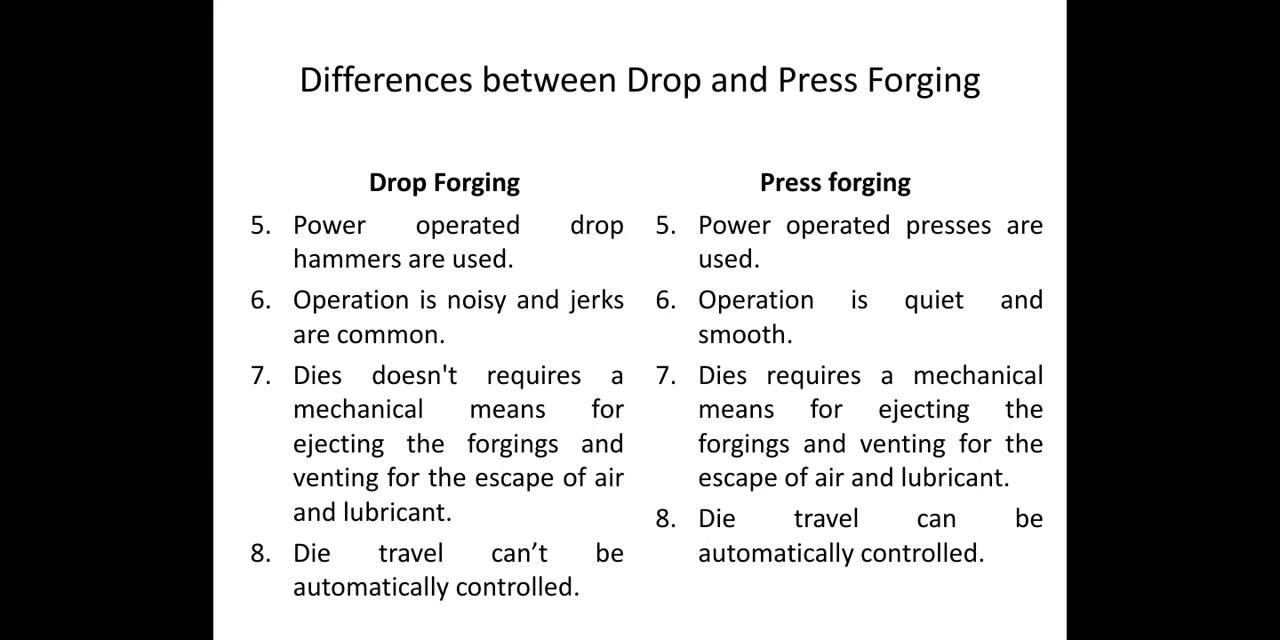 Differences between Drop and Press Forging
Drop Forging
5. Power operated drop
hammers are used.
6. Operation is noisy and jerks
are common.
7. Dies doesn't requires a
mechanical means for
ejecting the forgings and
venting for the escape of air
and lubricant.
8. Die travel can’t be
automatically controlled.
Press forging
5. Power operated presses are
used.
6. Operation is quiet and
smooth.
7. Dies requires a mechanical
means for ejecting the
forgings and venting for the
escape of air and lubricant.
8. Die travel can be
automatically controlled.